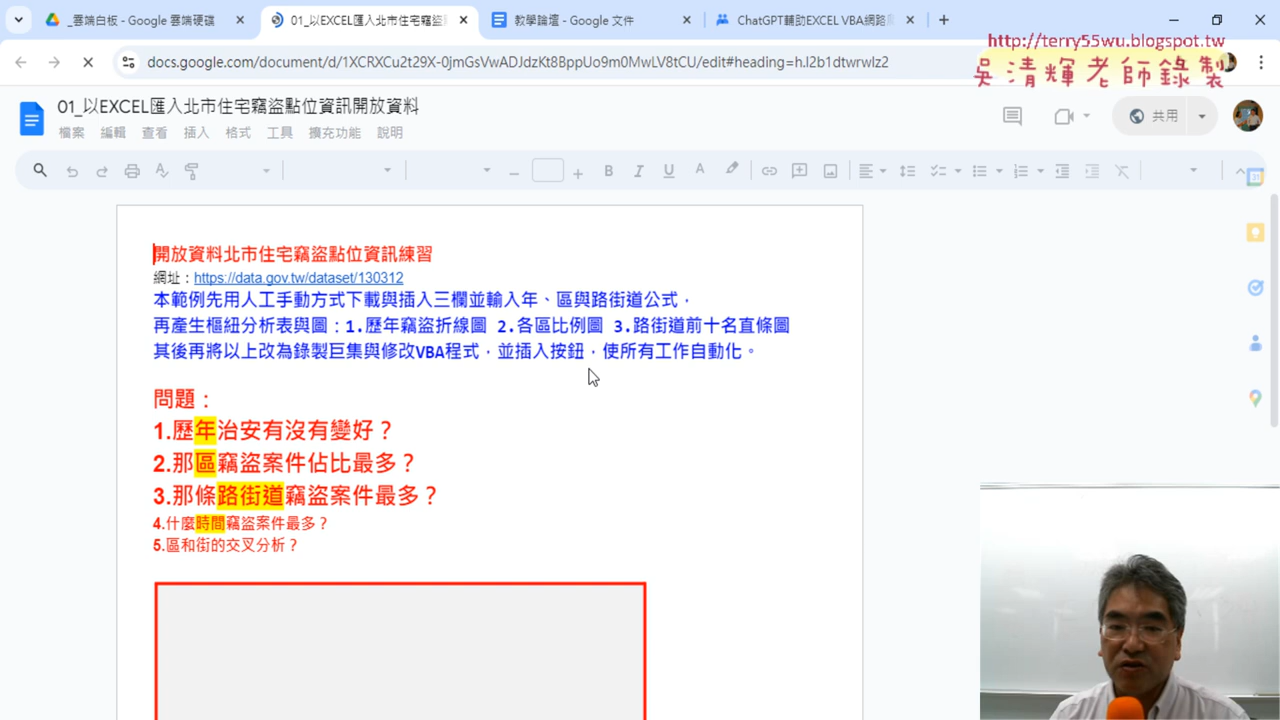 _雲端白板 - Google 雲端硬碟
01_以EXCEL匯入北市住宅竊盜
教學論壇 - Google 文件
ChatGPT輔助EXCEL VBA網路
http://terry55wu.blogspot.tw
docs.google.com/document/d/1XCRXCu2t29X-0jmGsVwADJdzKt8BppUo9m0MwLV8tCU/edit#heading=h.l2b1dtwrwlz2
吳清輝老師錄製
01_以EXCEL匯入北市住宅竊盜點位資訊開放資料
檔案 編輯 查看 插入 格式 工具 擴充功能 說明
共用
開放資料北市住宅竊盜點位資訊練習
網址：https://data.gov.tw/dataset/130312
本範例先用人工手動方式下載與插入三欄並輸入年、區與路街道公式，
再產生樞紐分析表與圖：1.歷年竊盜折線圖 2.各區比例圖 3.路街道前十名直條圖
其後再將以上改為錄製巨集與修改VBA程式，並插入按鈕，使所有工作自動化。
問題：
1.歷年治安有沒有變好？
2.那區竊盜案件佔比最多？
3.那條路街道竊盜案件最多？
4.什麼時間竊盜案件最多？
5.區和街的交叉分析？